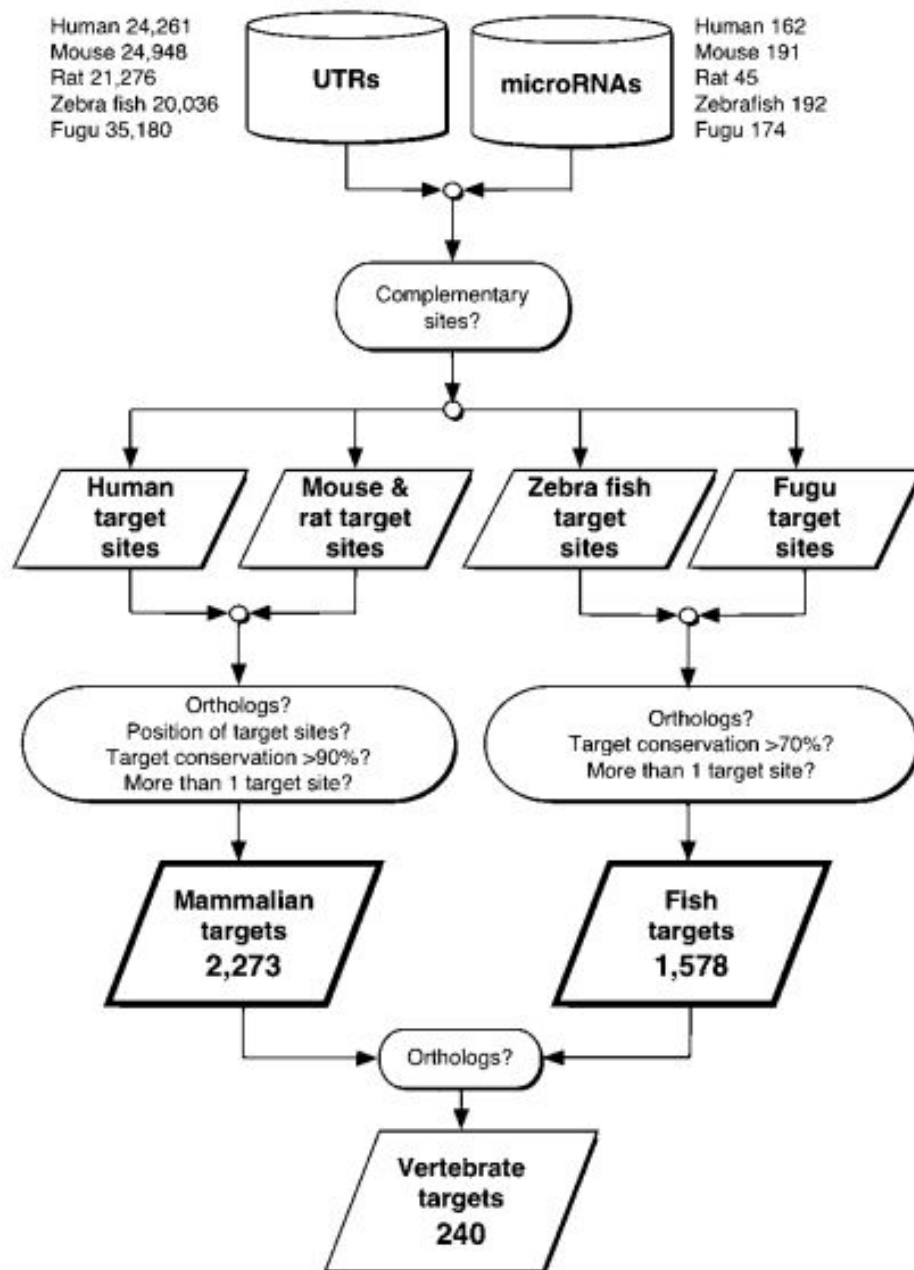 Human 24,261
Mouse 24,948
Rat 21,276
Zebra fish 20,036
Fugu 35,180
UTRs
microRNAs
Human 162
Mouse 191
Rat 45
Zebrafish 192
Fugu 174
Complementary
sites?
Human
target
sites
Mouse &
rat target
sites
Zebra fish
target
sites
Fugu
target
sites
Orthologs?
Position of target sites?
Target conservation >90%?
More than 1 target site?
Orthologs?
Target conservation >70%?
More than 1 target site?
Mammalian
targets
2,273
Fish
targets
1,578
Orthologs?
Vertebrate
targets
240